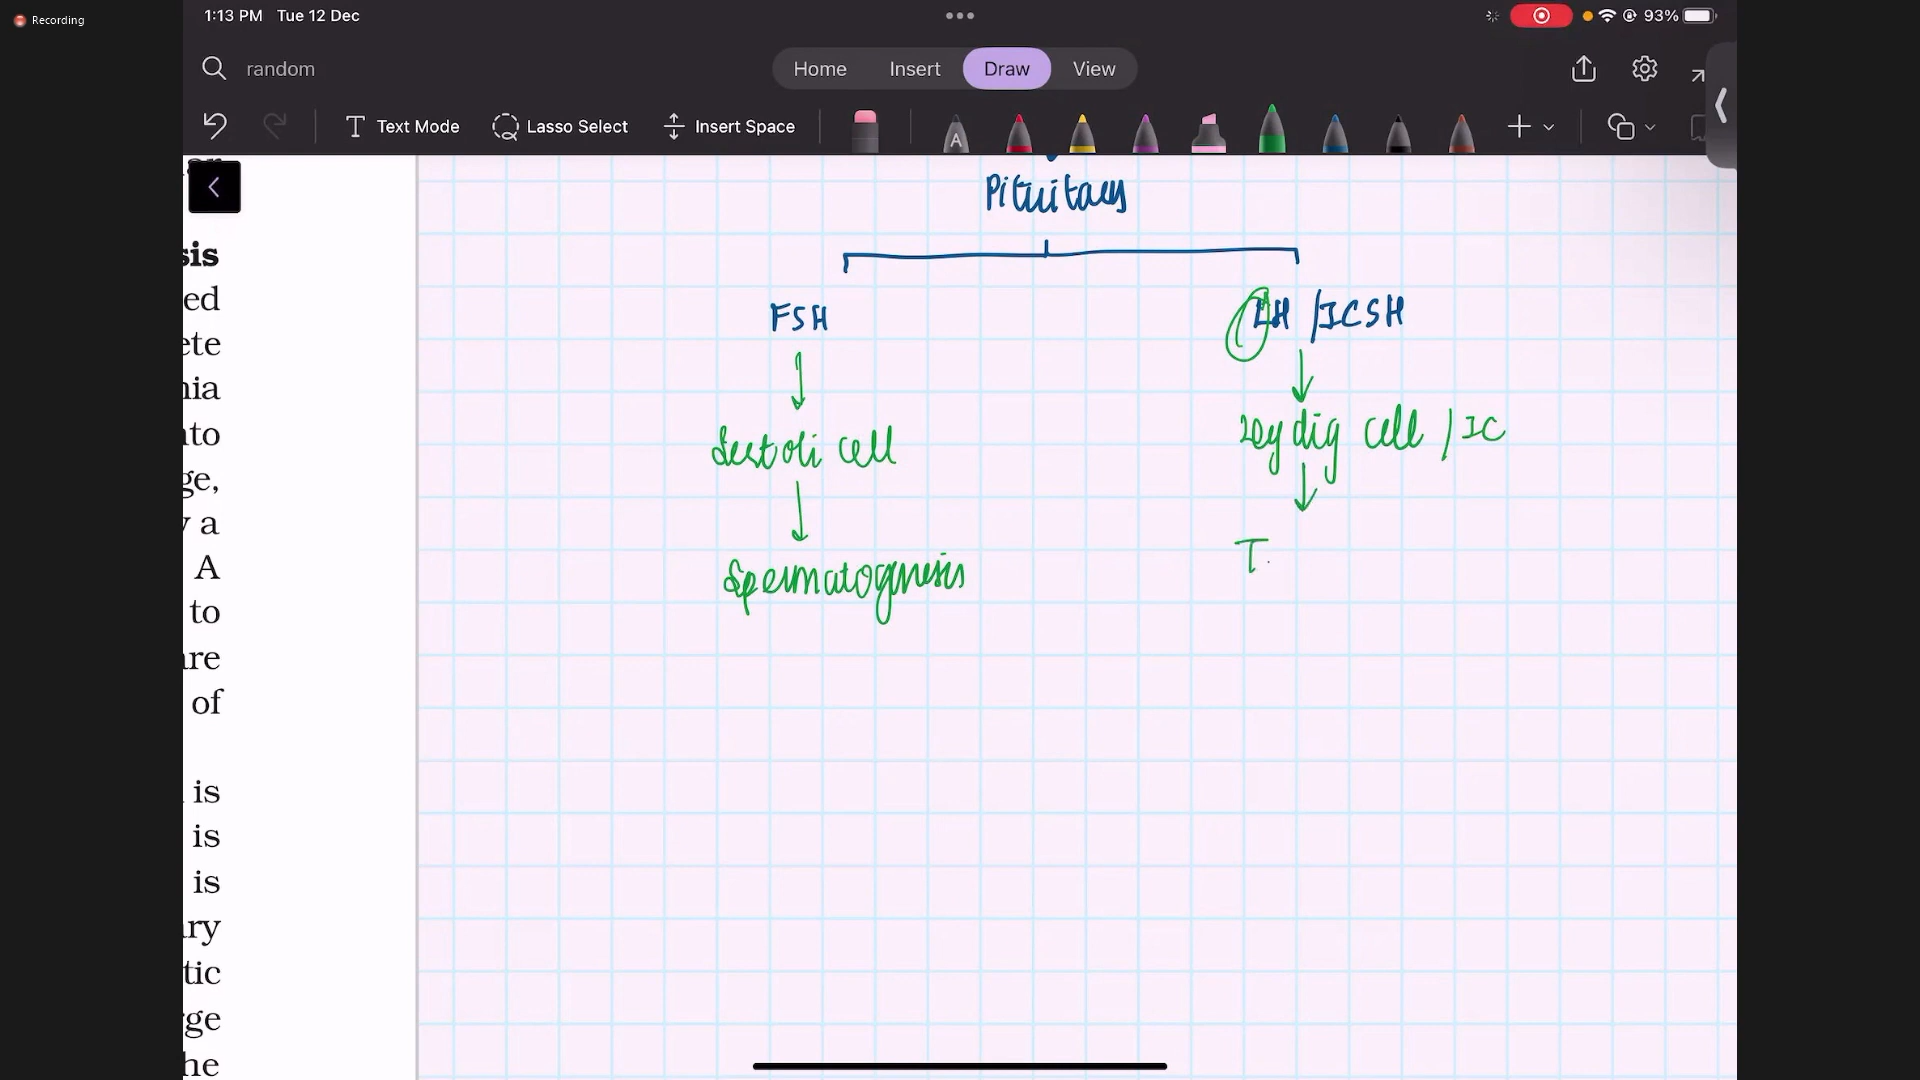 Recording
1:13 PM Tue 12 Dec
93%
random
Home Insert Draw View
Text Mode Lasso Select Insert Space
A
sis
ed
ete
nia
nto
ge,
y a
A
to
are
of
is
is
is
ary
tic
rge
he
Pituitary
FSH LH /ICSH
Sertoli cell Leydig cell / IC
Spermatognesis T.